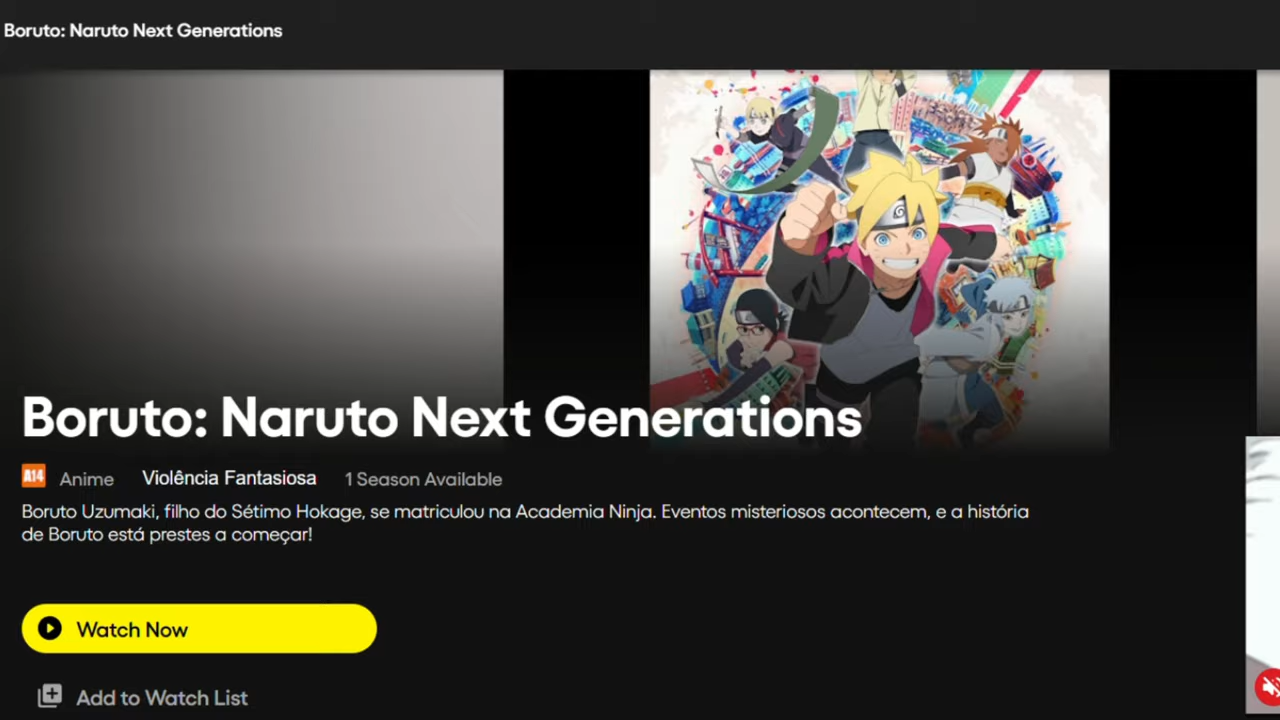 Boruto: Naruto Next Generations
Boruto: Naruto Next Generations
A14 Anime Violência Fantasiosa 1 Season Available
Boruto Uzumaki, filho do Sétimo Hokage, se matriculou na Academia Ninja. Eventos misteriosos acontecem, e a história
de Boruto está prestes a começar!
Watch Now
Add to Watch List